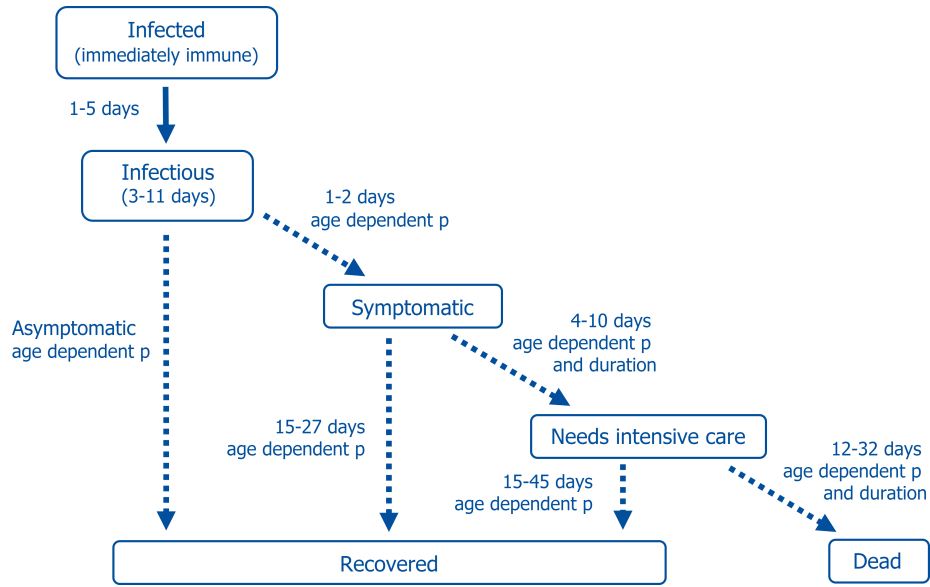 Infected
(immediately immune)
1-5 days
Infectious
(3-11 days)
1-2 days
age dependent p
Symptomatic
Asymptomatic
age dependent p
4-10 days
age dependent p
and duration
15-27 days
age dependent p
Needs intensive care
12-32 days
age dependent p
and duration
15-45 days
age dependent p
Recovered
Dead